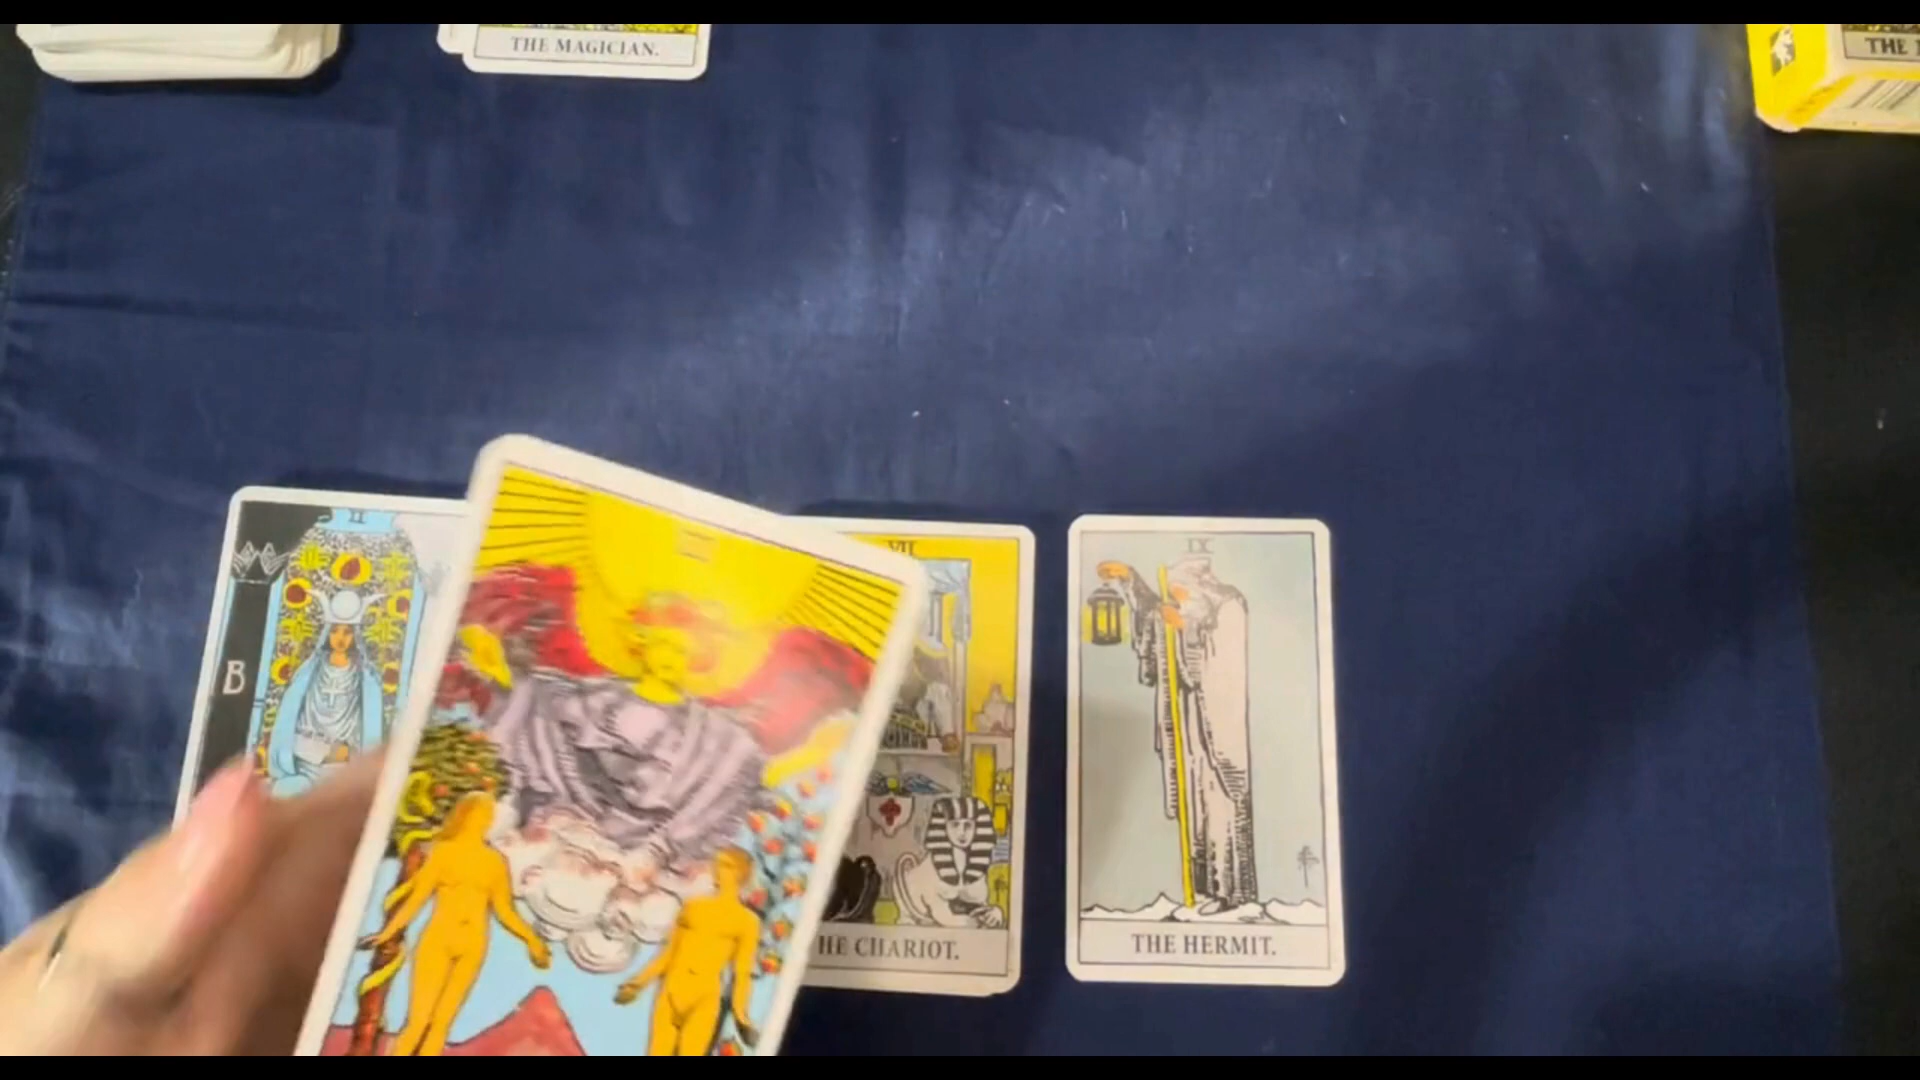 THE MAGICIAN.
THE
II
VII
IX
B
HE CHARIOT.
THE HERMIT.